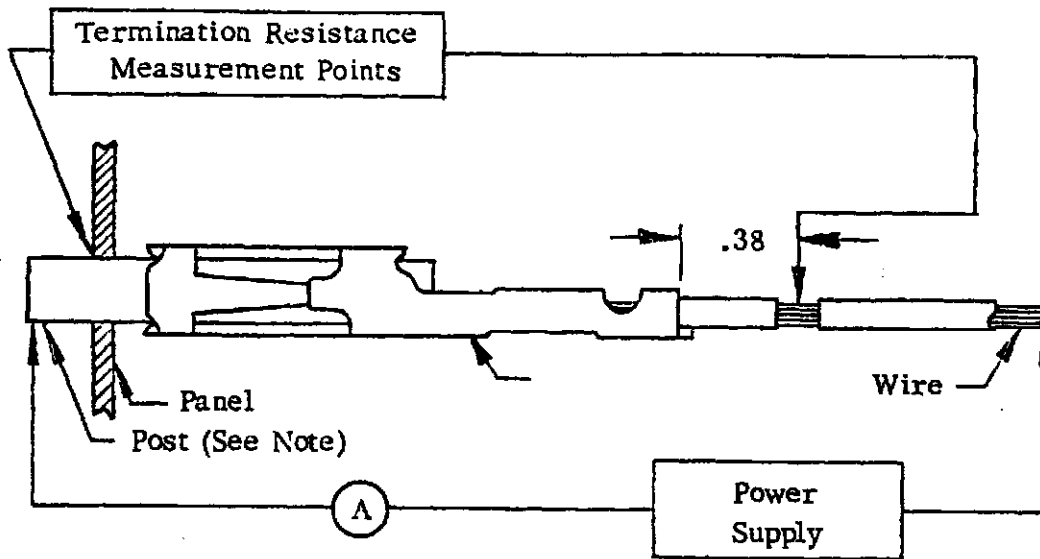 Termination Resistance
Measurement Points
.38
Wire
Panel
Post (See Note)
A
Power
Supply